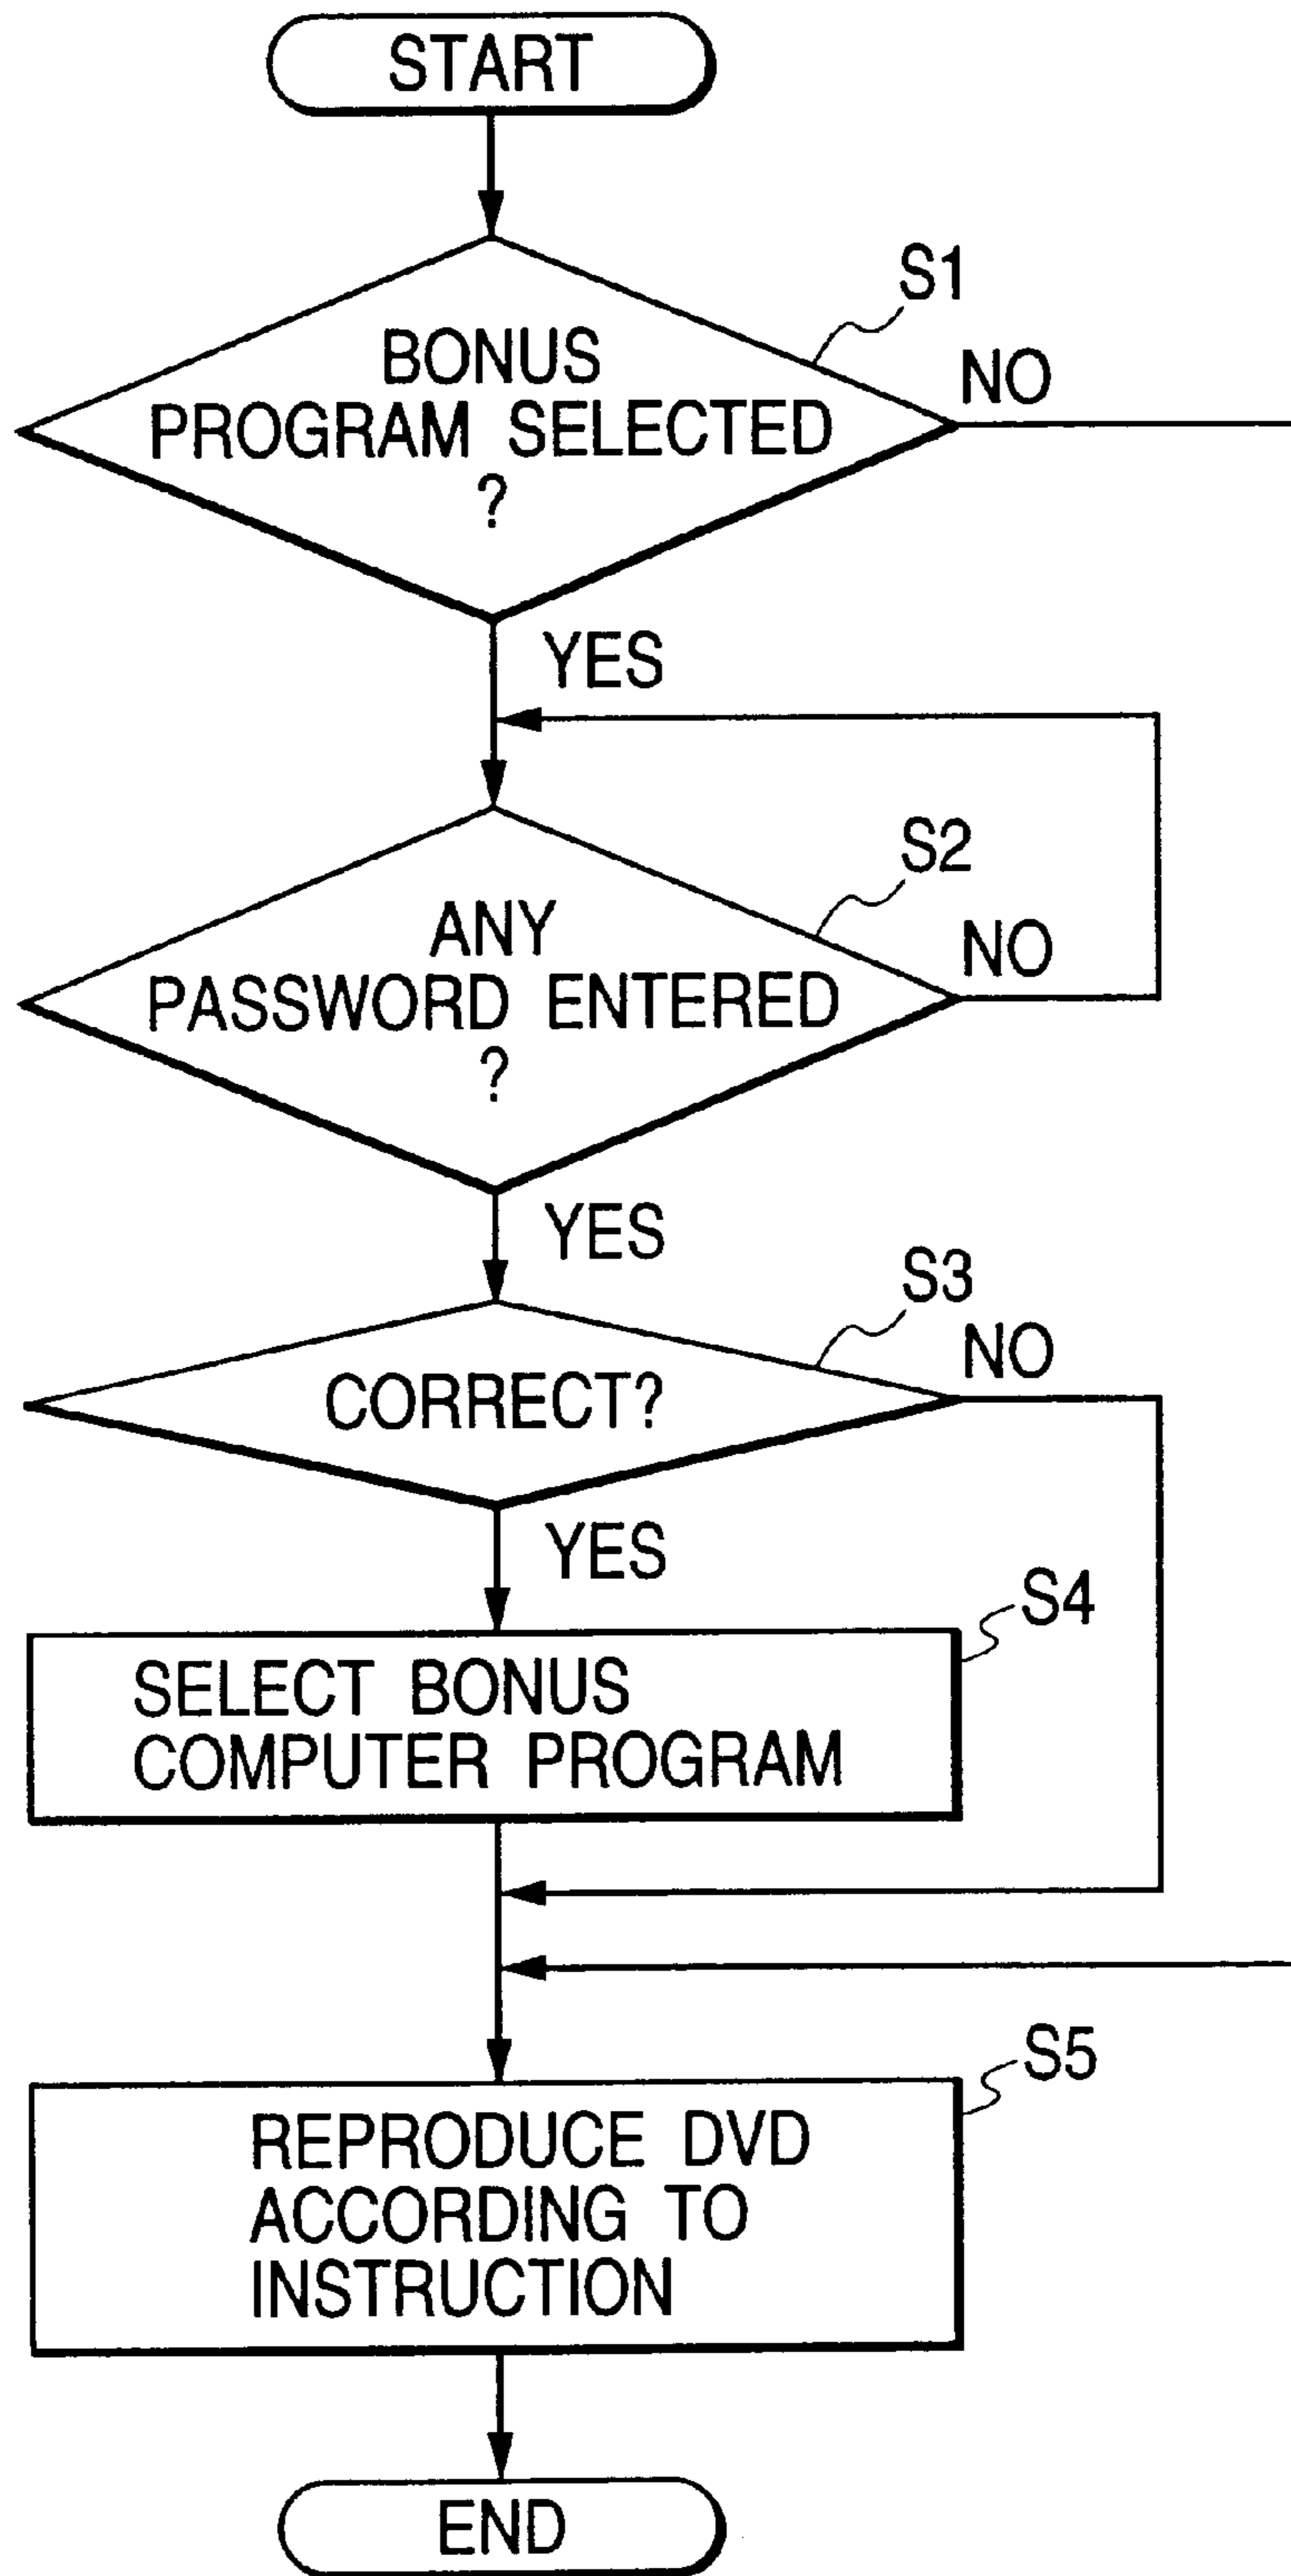 START
S1
BONUS
PROGRAM SELECTED
?
NO
YES
S2
ANY
PASSWORD ENTERED
?
NO
YES
S3
CORRECT?
NO
YES
S4
SELECT BONUS
COMPUTER PROGRAM
S5
REPRODUCE DVD
ACCORDING TO
INSTRUCTION
END